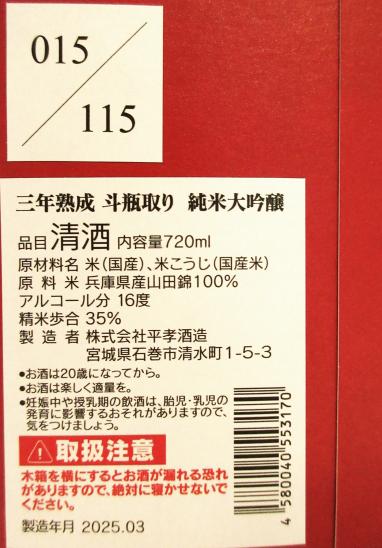 015
115
三年熟成 斗瓶取り 純米大吟醸
品目 清酒 内容量720ml
原材料名 米(国産)、米こうじ(国産米)
原料米 兵庫県産山田錦100%
アルコール分 16度
精米歩合 35%
製造者 株式会社平孝酒造
宮城県石巻市清水町1-5-3
●お酒は20歳になってから。
●お酒は楽しく適量を。
●妊娠中や授乳期の飲酒は、胎児・乳児の
発育に影響するおそれがありますので、
気をつけましょう。
取扱注意
木箱を横にするとお酒が漏れる恐れ
がありますので、絶対に寝かせないで
ください。
製造年月 2025.03
4580040553170